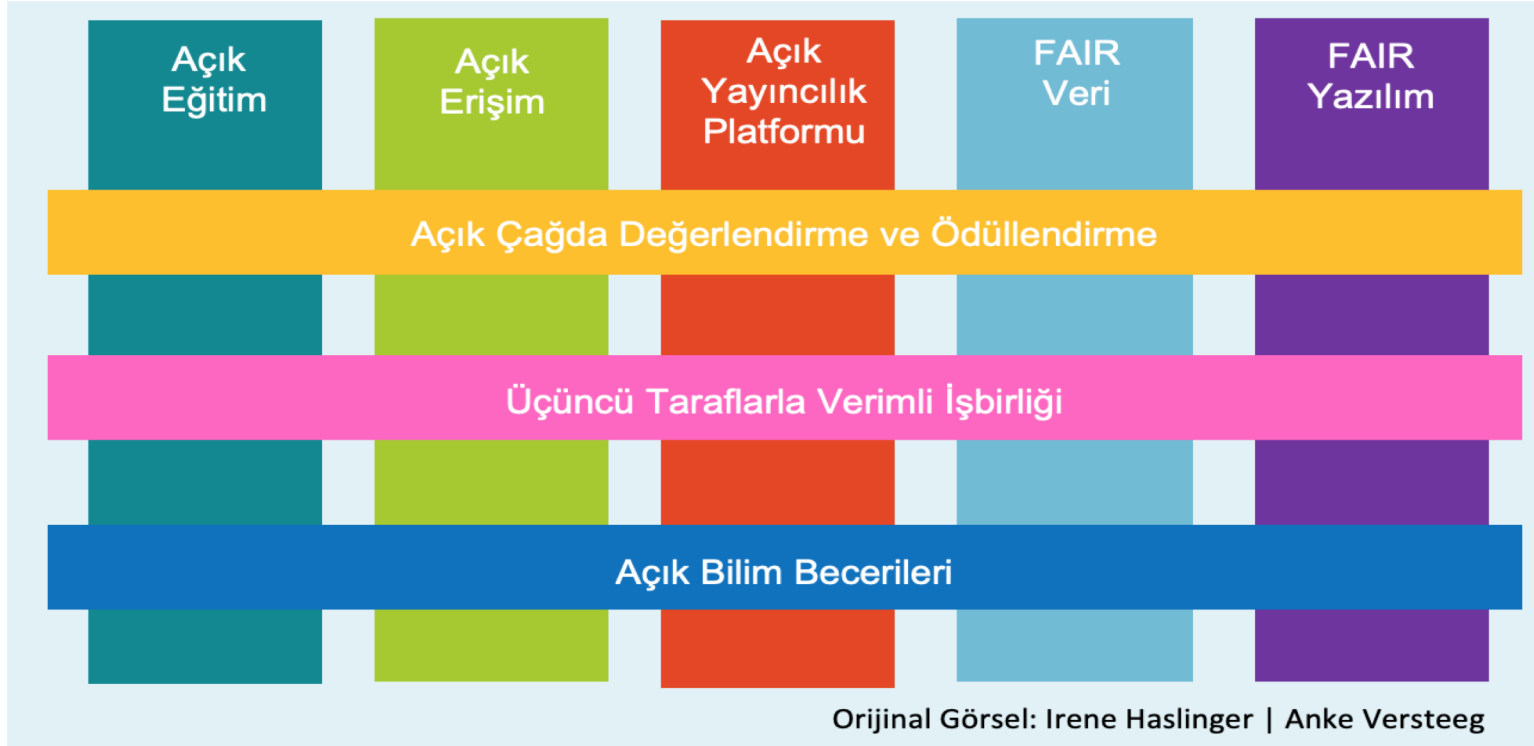 Açık
Eğitim
Açık
Erişim
Açık
Yayıncılık
Platformu
FAIR
Veri
FAIR
Yazılım
Açık Çağda Değerlendirme ve Ödüllendirme
Üçüncü Taraflarla Verimli İşbirliği
Açık Bilim Becerileri
Orijinal Görsel: Irene Haslinger | Anke Versteeg